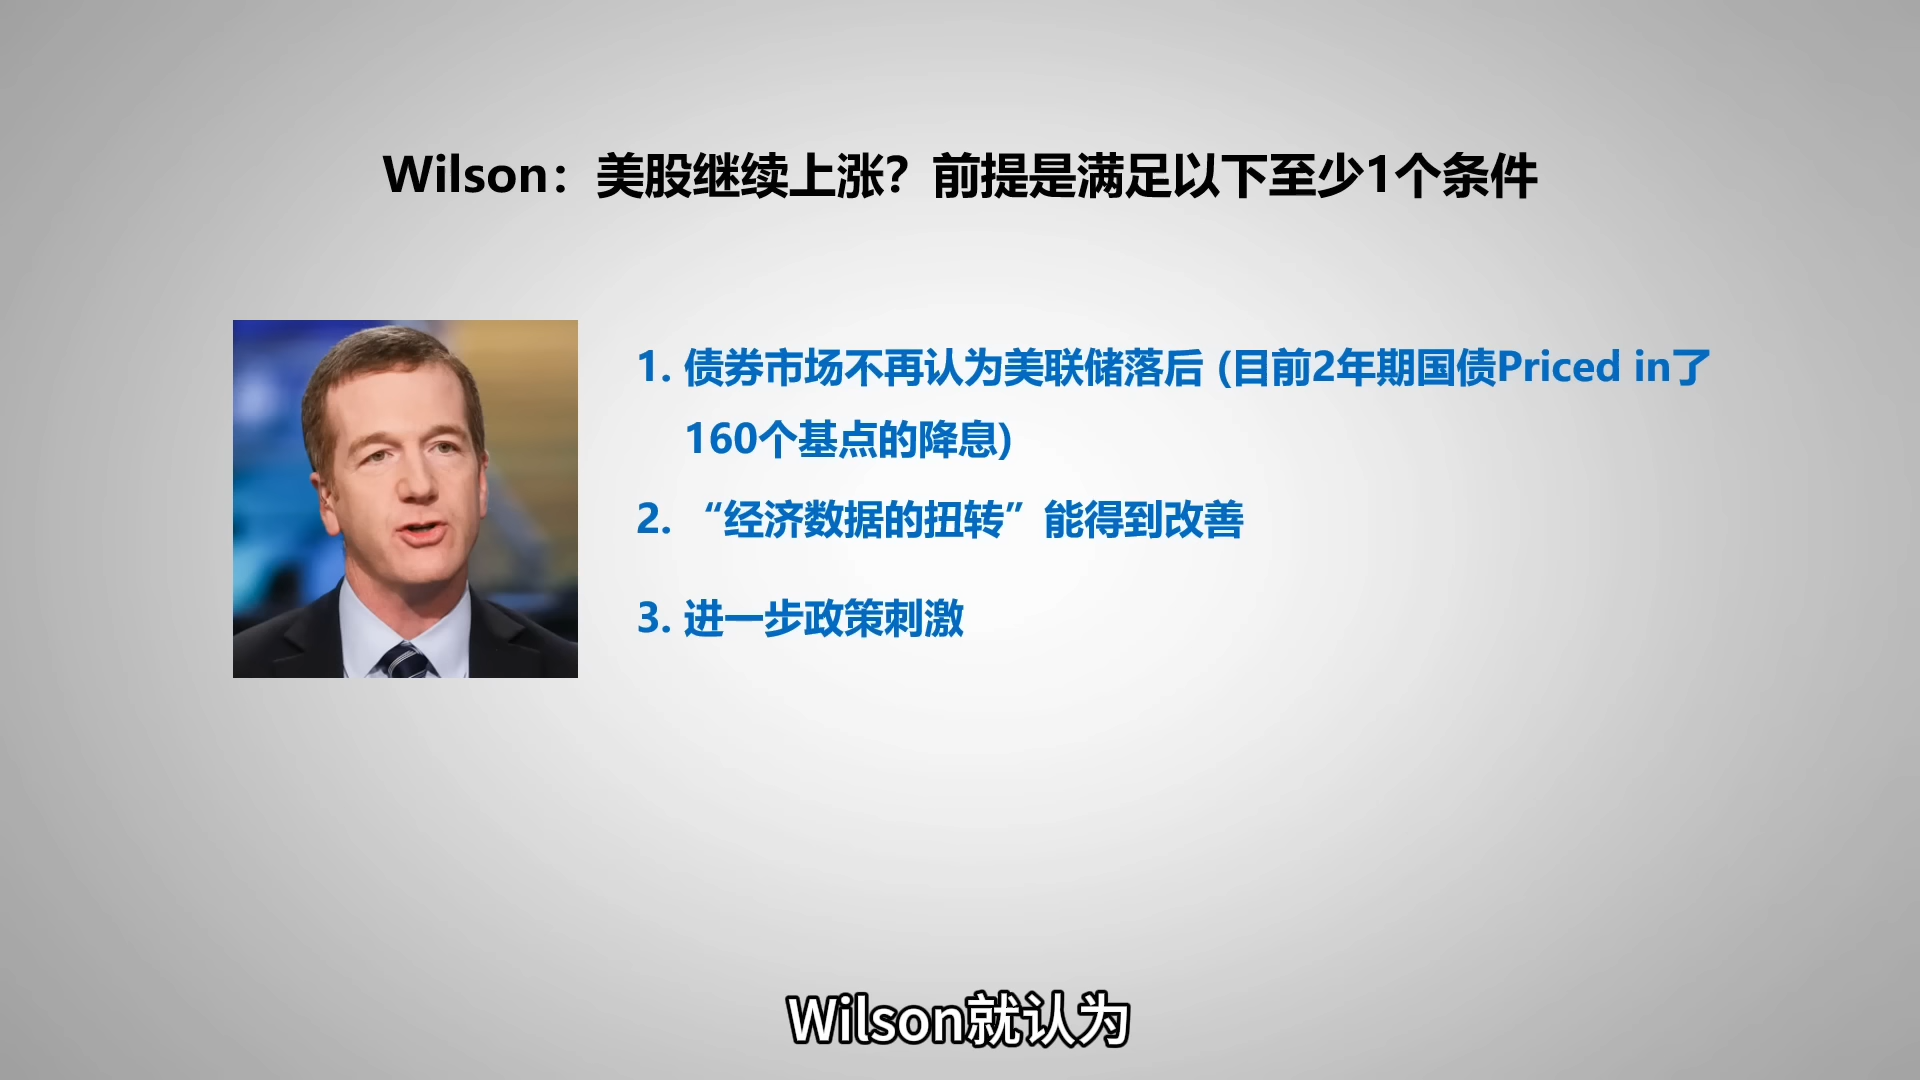 Wilson：美股继续上涨？前提是满足以下至少1个条件
1. 债券市场不再认为美联储落后 (目前2年期国债Priced in了
160个基点的降息)
2. “经济数据的扭转”能得到改善
3. 进一步政策刺激
Wilson就认为